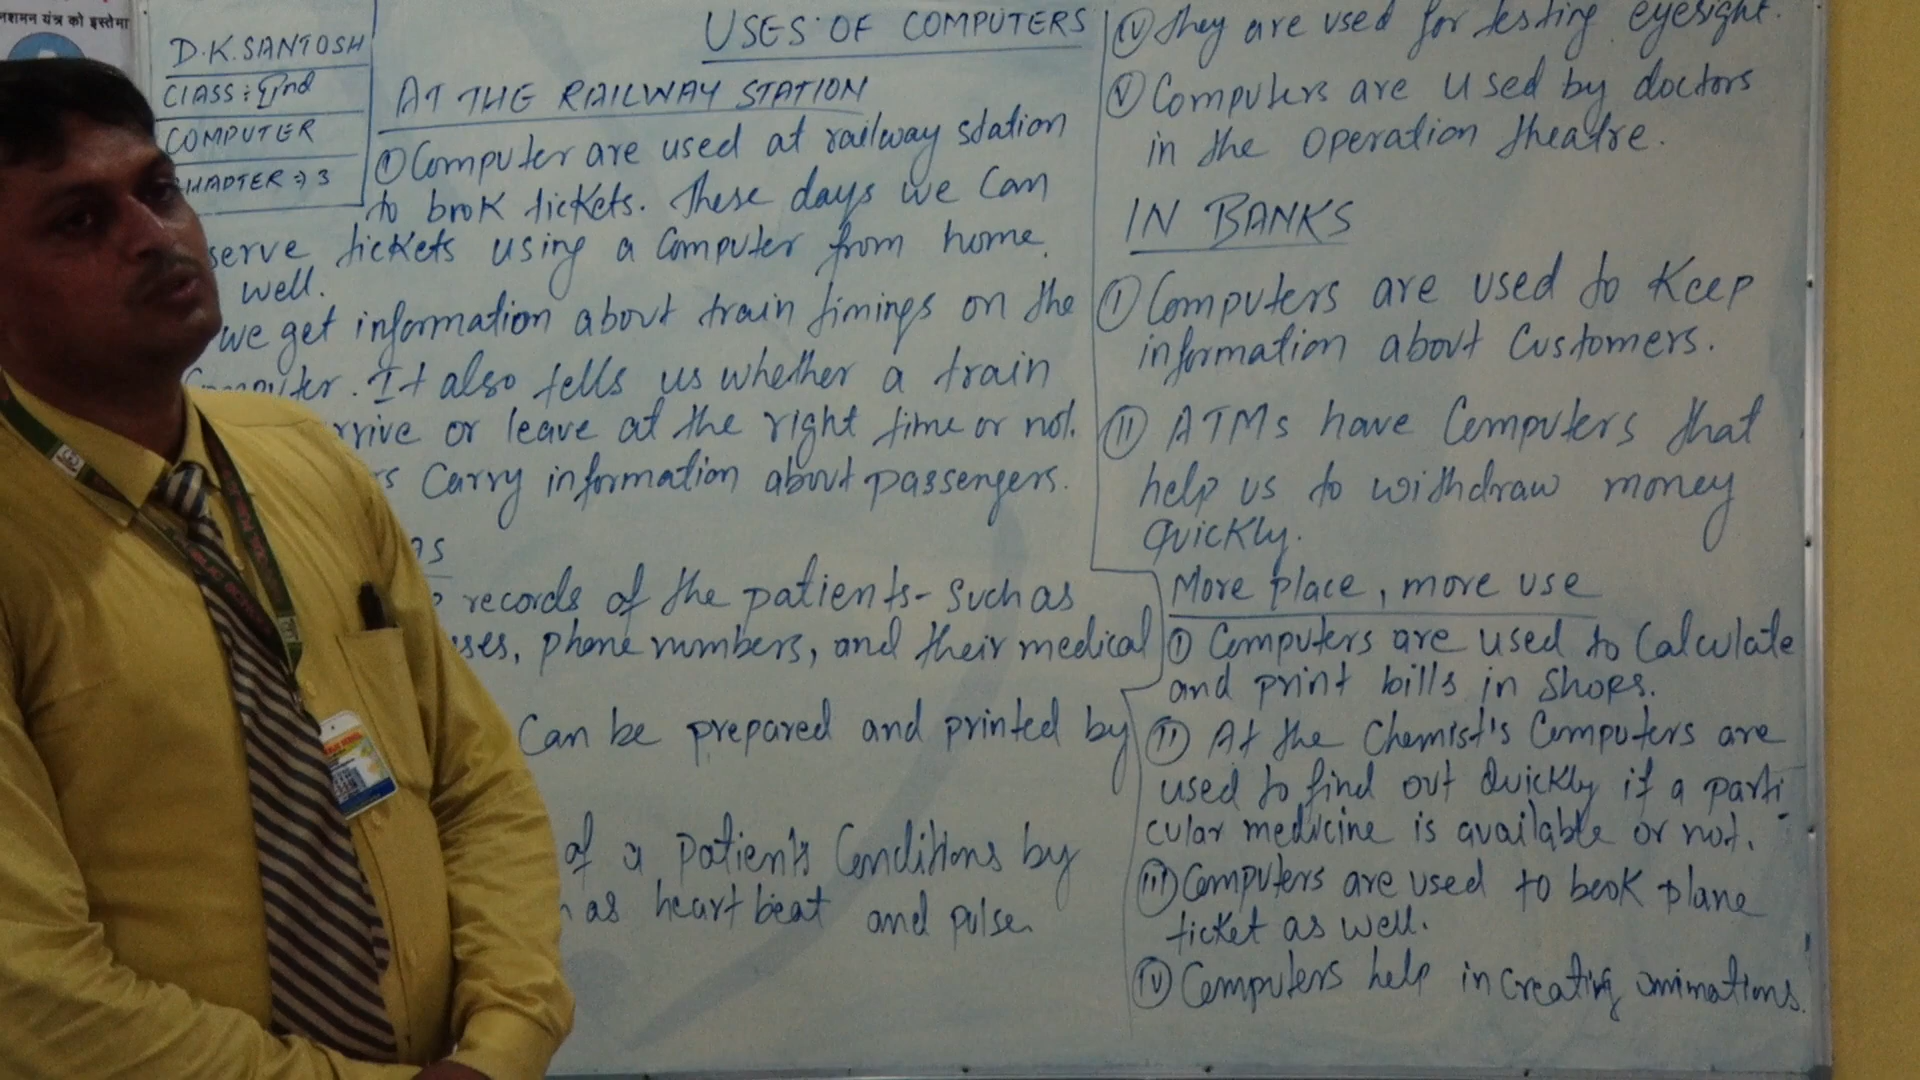 नशमन यंत्र को इस्तेमा
D.K.SANTOSH
CLASS: IInd
COMPUTER
CHAPTER → 3
USES OF COMPUTERS
AT THE RAILWAY STATION
(I) Computer are used at railway station
to brok tickets. These days we can
serve tickets using a Computer from home.
well.
we get information about train timings on the
Computer. It also tells us whether a train
rrive or leave at the right time or not.
rs Carry information about passengers.
AS
records of the patients- Such as
sses, phone numbers, and their medical
Can be prepared and printed by
of a patient's Conditions by
h as heart beat and pulse.
(IV) They are used for testing eyesight.
(V) Computers are used by doctors
in the operation theatre.
IN BANKS
(I) Computers are used to Keep
information about Customers.
(II) ATMs have Computers that
help us to withdraw money
quickly.
More place, more use
(I) Computers are used to Calculate
and print bills in shops.
(II) At the Chemist's Computers are
used to find out Quickly if a parti
cular medicine is available or not.
(III) Computers are used to book plane
ticket as well.
(IV) Computers help in creating animations.